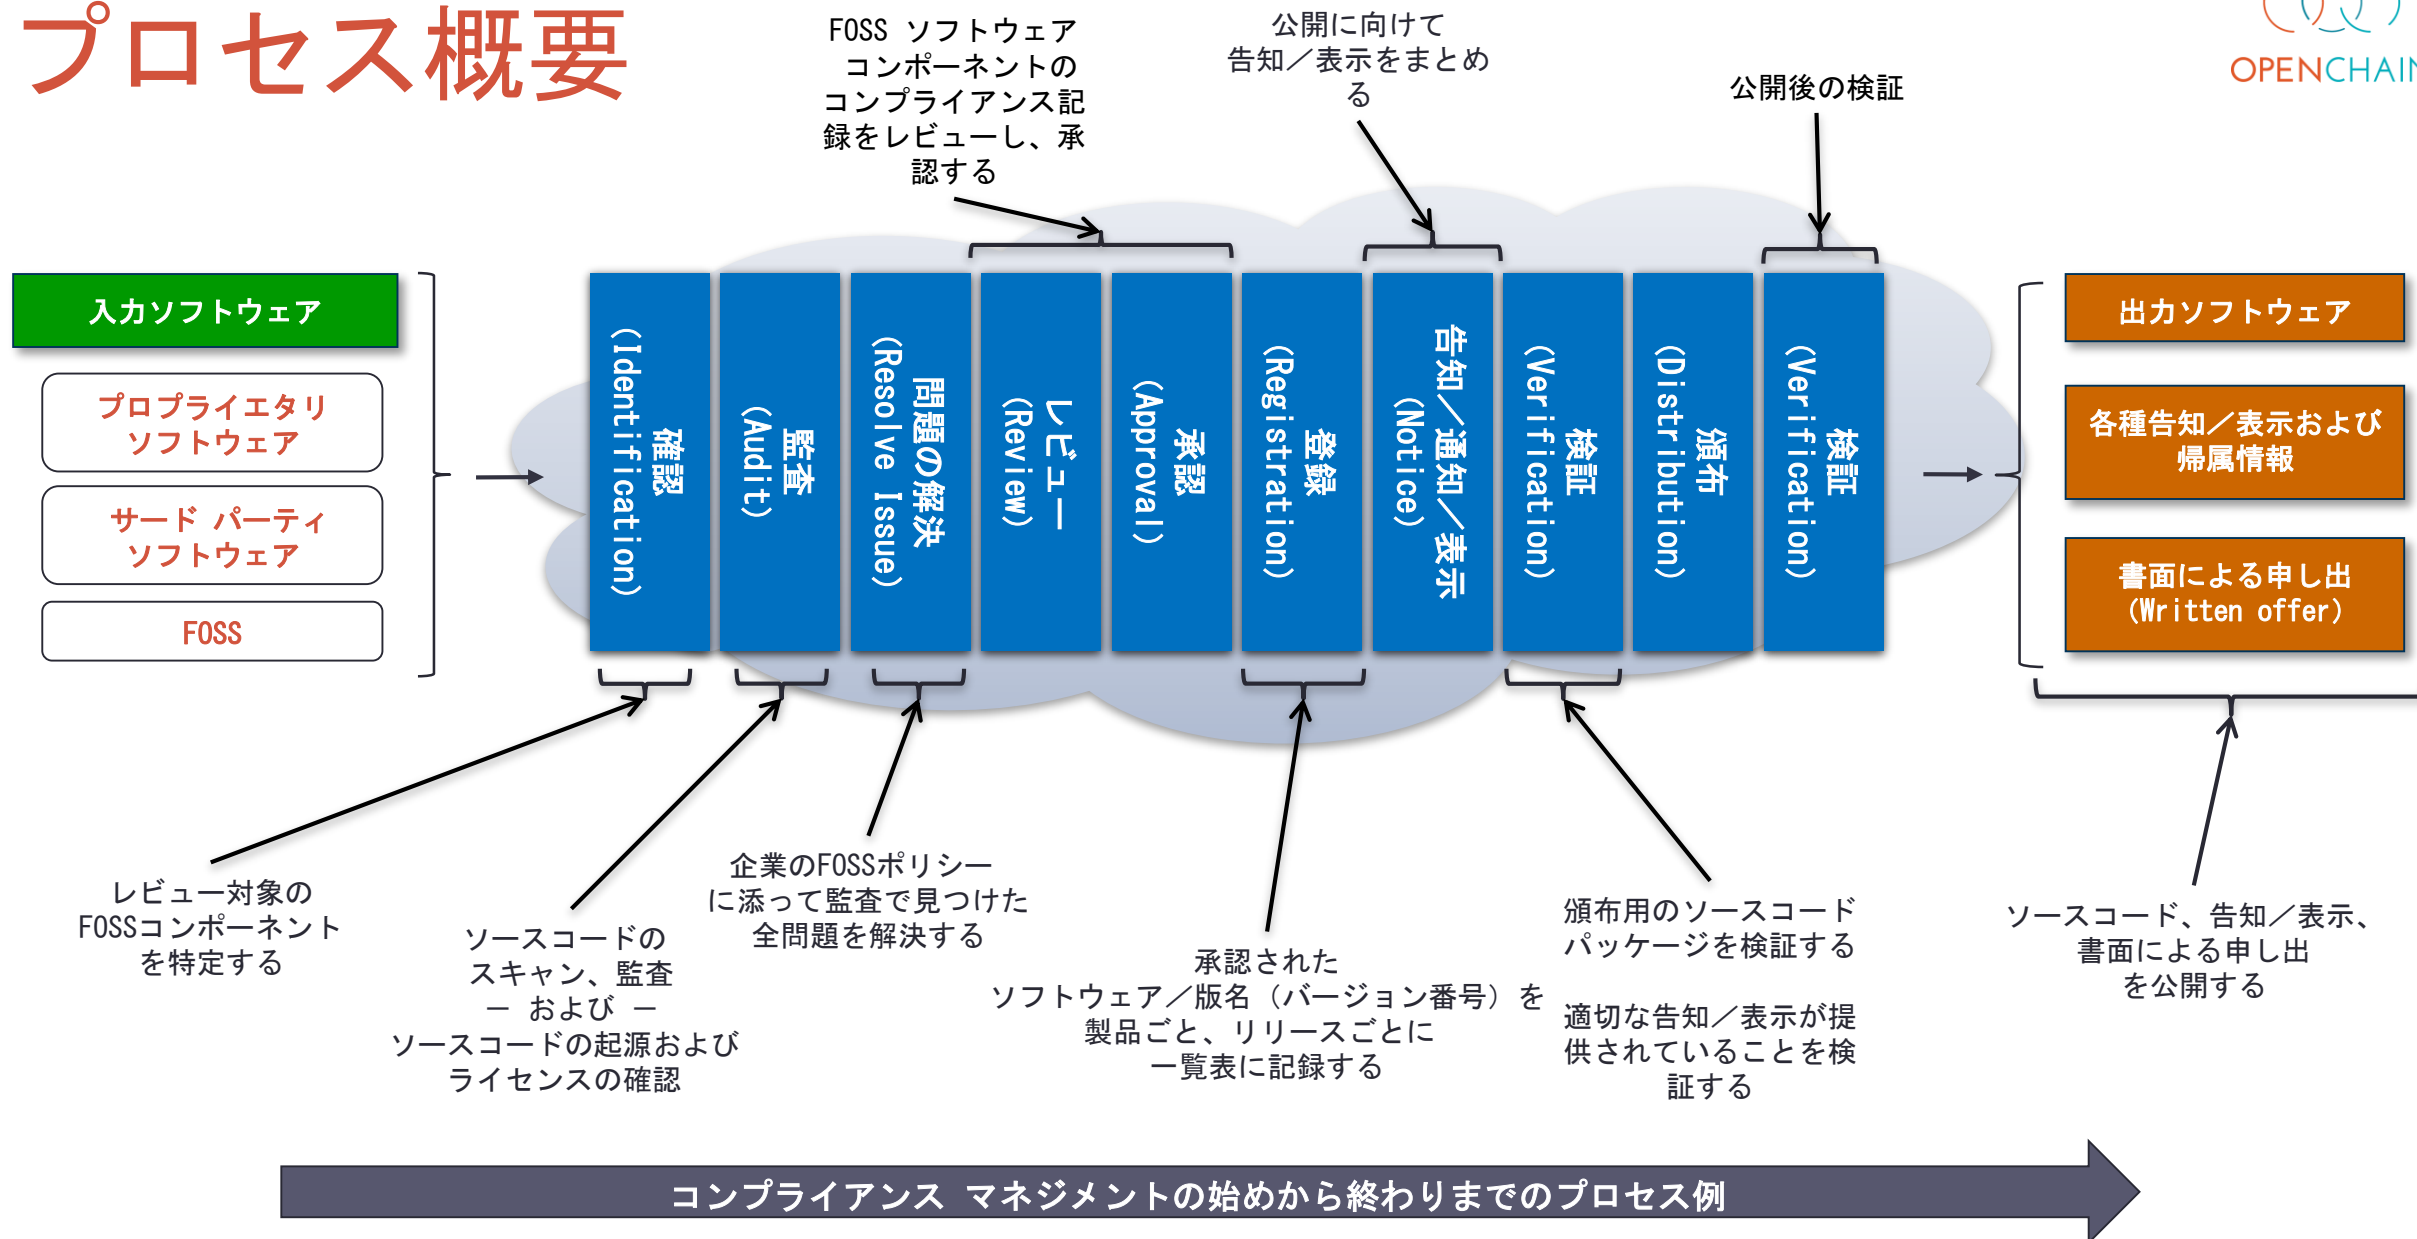 プロセス概要
FOSS ソフトウェア
コンポーネントの
コンプライアンス記
録をレビューし、承
認する
公開に向けて
告知／表示をまとめ
る
公開後の検証
OPENCHAIN
入力ソフトウェア
プロプライエタリ
ソフトウェア
サード パーティ
ソフトウェア
FOSS
確認
(Identification)
監査
(Audit)
問題の解決
(Resolve Issue)
レビュー
(Review)
承認
(Approval)
登録
(Registration)
告知／通知／表示
(Notice)
検証
(Verification)
頒布
(Distribution)
検証
(Verification)
出力ソフトウェア
各種告知／表示および
帰属情報
書面による申し出
(Written offer)
レビュー対象の
FOSSコンポーネント
を特定する
ソースコードの
スキャン、監査
－ および －
ソースコードの起源および
ライセンスの確認
企業のFOSSポリシー
に添って監査で見つけた
全問題を解決する
承認された
ソフトウェア／版名（バージョン番号）を
製品ごと、リリースごとに
一覧表に記録する
頒布用のソースコード
パッケージを検証する
適切な告知／表示が提
供されていることを検
証する
ソースコード、告知／表示、
書面による申し出
を公開する
コンプライアンス マネジメントの始めから終わりまでのプロセス例